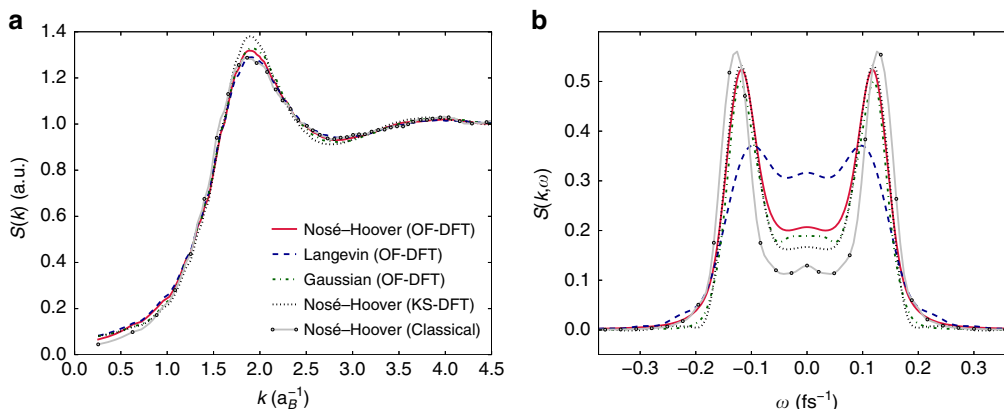 a
1.4
1.2
1.0
0.8
0.6
0.4
0.2
0.0
S(k) (a.u.)
Nosé–Hoover (OF-DFT)
Langevin (OF-DFT)
Gaussian (OF-DFT)
Nosé–Hoover (KS-DFT)
Nosé–Hoover (Classical)
0.0 0.5 1.0 1.5 2.0 2.5 3.0 3.5 4.0 4.5
k (a_B^−1)
b
0.5
0.4
0.3
0.2
0.1
0.0
S(k,ω)
−0.3 −0.2 −0.1 0.0 0.1 0.2 0.3
ω (fs⁻¹)